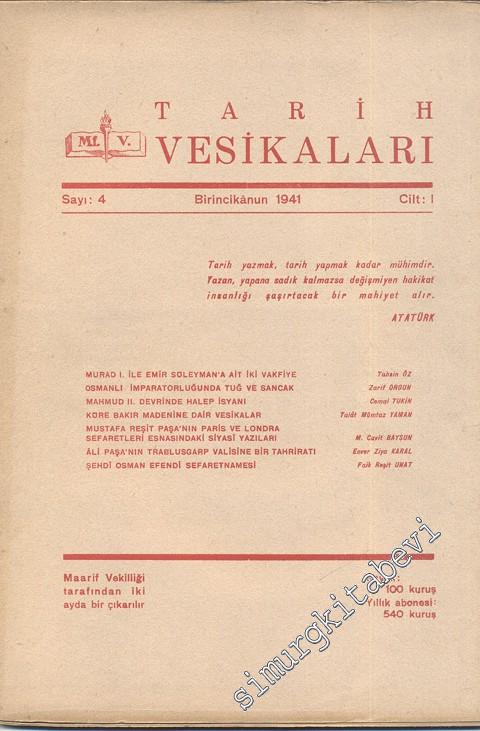 TARİH
Mf. V. VESİKALARI
Sayı: 4 Birincikânun 1941 Cilt: I
Tarih yazmak, tarih yapmak kadar mühimdir.
Yazan, yapana sadık kalmazsa değişmiyen hakikat
insanlığı şaşırtacak bir mahiyet alır.
ATATÜRK
MURAD I. İLE EMİR SÜLEYMAN'A AİT İKİ VAKFİYE Tahsin ÖZ
OSMANLI İMPARATORLUĞUNDA TUĞ VE SANCAK Zarif ORGUN
MAHMUD II. DEVRİNDE HALEP İSYANI Cemal TUKİN
KÜRE BAKIR MADENİNE DAİR VESİKALAR Talât Mümtaz YAMAN
MUSTAFA REŞİT PAŞA'NIN PARİS VE LONDRA
SEFARETLERİ ESNASINDAKİ SİYASİ YAZILARI M. Cavit BAYSUN
ÂLİ PAŞA'NIN TRABLUSGARP VALİSİNE BİR TAHRİRATI Enver Ziya KARAL
ŞEHDİ OSMAN EFENDİ SEFARETNAMESİ Faik Reşit UNAT
Maarif Vekilliği
tarafından iki
ayda bir çıkarılır
100 kuruş
Yıllık abonesi:
540 kuruş
simurgkitabevi